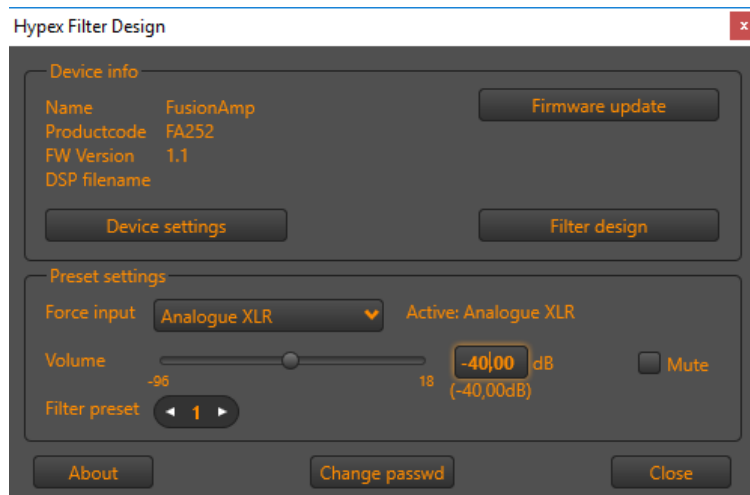 Hypex Filter Design
x
Device info
Name FusionAmp
Firmware update
Productcode FA252
FW Version 1.1
DSP filename
Device settings Filter design
Preset settings
Force input Analogue XLR Active: Analogue XLR
Volume -40,00 dB Mute
-96 18 (-40,00dB)
Filter preset 1
About Change passwd Close